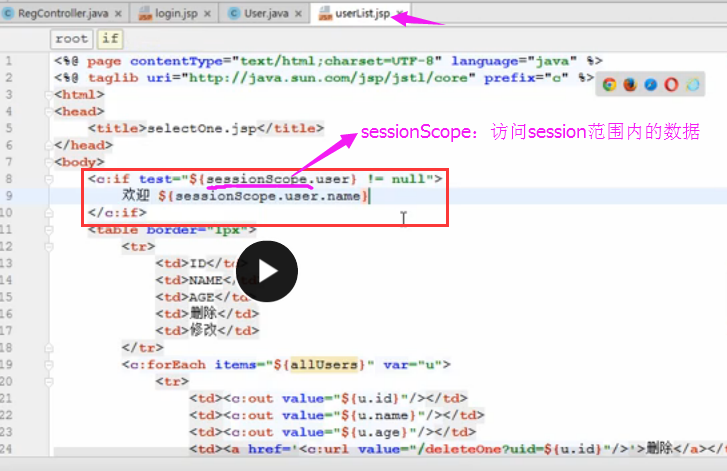 RegController.java × login.jsp × User.java × userList.jsp ×
root if
1 <%@ page contentType="text/html;charset=UTF-8" language="java" %>
2 <%@ taglib uri="http://java.sun.com/jsp/jstl/core" prefix="c" %>
3 <html>
4 <head>
5 <title>selectOne.jsp</title>
sessionScope：访问session范围内的数据
6 </head>
7 <body>
8 <c:if test="${sessionScope.user} != null">
9 欢迎 ${sessionScope.user.name}
10 </c:if>
11 <table border="1px">
12 <tr>
13 <td>ID</td>
14 <td>NAME</td>
15 <td>AGE</td>
16 <td>删除</td>
17 <td>修改</td>
18 </tr>
19 <c:forEach items="${allUsers}" var="u">
20 <tr>
21 <td><c:out value="${u.id}"/></td>
22 <td><c:out value="${u.name}"/></td>
23 <td><c:out value="${u.age}"/></td>
24 <td><a href='<c:url value="/deleteOne?uid=${u.id}"/>'>删除</a></t